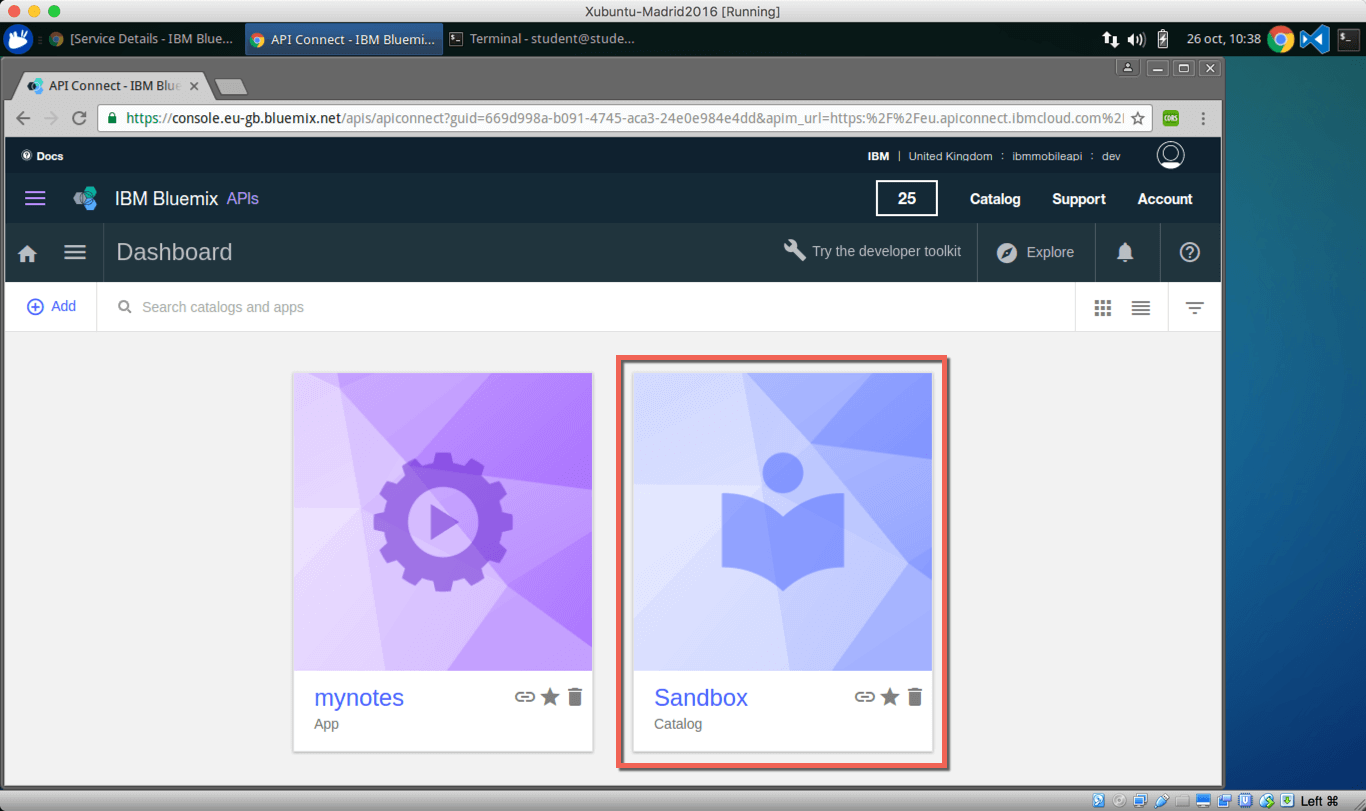 Xubuntu-Madrid2016 [Running]
[Service Details - IBM Blue... API Connect - IBM Bluemi... Terminal - student@stude... 26 oct, 10:38
API Connect - IBM Blue
https://console.eu-gb.bluemix.net/apis/apiconnect?guid=669d998a-b091-4745-aca3-24e0e984e4dd&apim_url=https:%2F%2Feu.apiconnect.ibmcloud.com%2 CORS
Docs IBM | United Kingdom : ibmmobileapi : dev
IBM Bluemix APIs 25 Catalog Support Account
Dashboard Try the developer toolkit Explore
Add Search catalogs and apps
mynotes
App
Sandbox
Catalog
Left ⌘